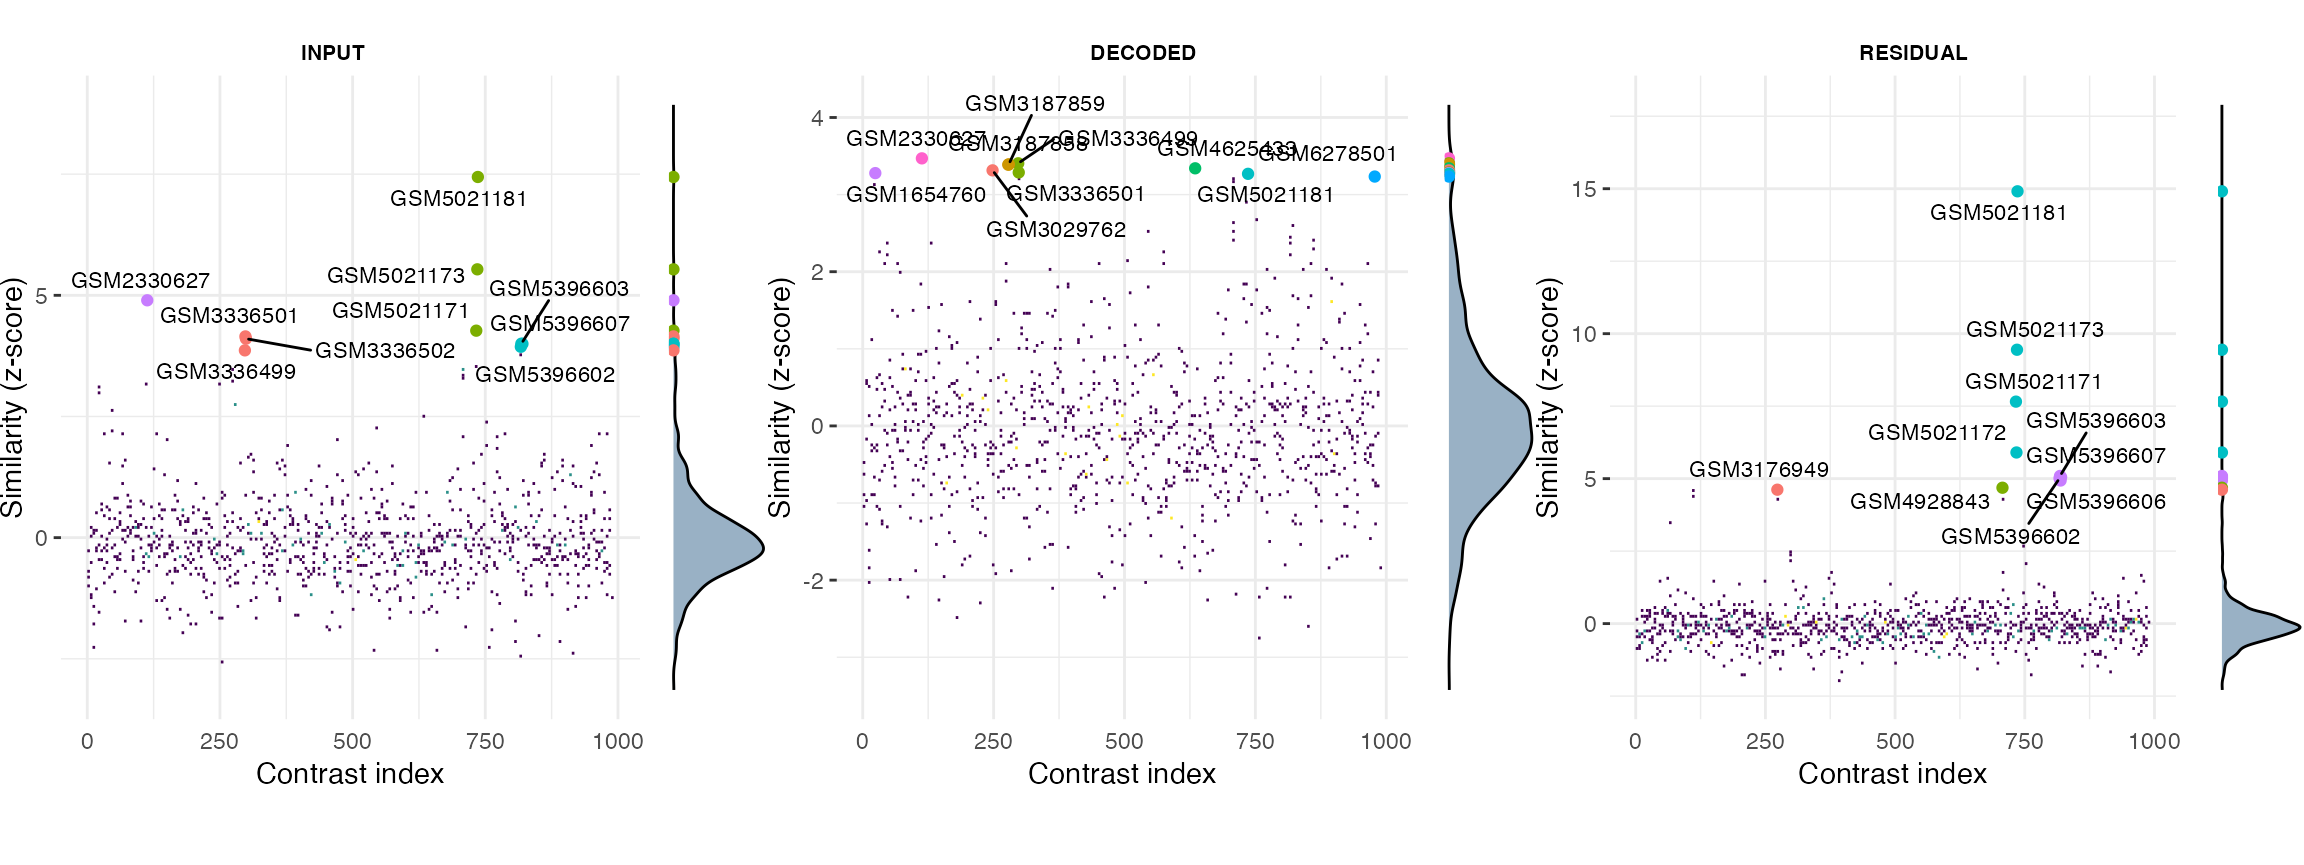 INPUT
DECODED
RESIDUAL
Similarity (z-score)
5
0
GSM5021181
GSM5021173
GSM2330627
GSM5396603
GSM3336501
GSM5021171
GSM5396607
GSM3336502
GSM3336499
GSM5396602
0
250
500
750
1000
Contrast index
Similarity (z-score)
4
2
0
-2
GSM3187859
GSM2330627
GSM3187858
GSM3336499
GSM4625433
GSM6278501
GSM1654760
GSM3336501
GSM5021181
GSM3029762
0
250
500
750
1000
Contrast index
Similarity (z-score)
15
10
5
0
GSM5021181
GSM5021173
GSM5021171
GSM5396603
GSM5021172
GSM5396607
GSM3176949
GSM4928843
GSM5396606
GSM5396602
0
250
500
750
1000
Contrast index